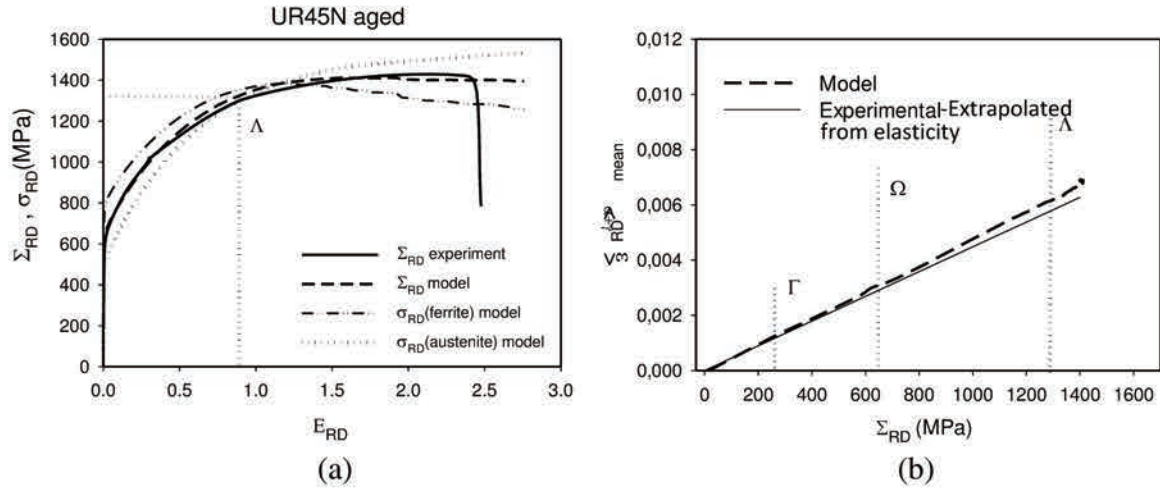 UR45N aged
1600
1400
1200
1000
800
600
400
200
0
Σ_RD , σ_RD(MPa)
Λ
Σ_RD experiment
Σ_RD model
σ_RD(ferrite) model
σ_RD(austenite) model
0.0 0.5 1.0 1.5 2.0 2.5 3.0
E_RD
(a)
0,012
0,010
0,008
0,006
0,004
0,002
0,000
mean
Model
Experimental-Extrapolated
from elasticity
Λ
Ω
Γ
0 200 400 600 800 1000 1200 1400 1600
Σ_RD (MPa)
(b)